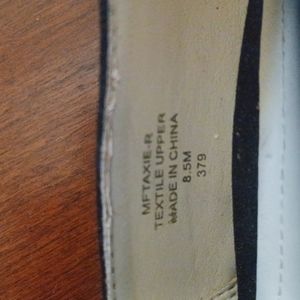 MFTAXIE-R
TEXTILE UPPER
MADE IN CHINA
8.5M
379